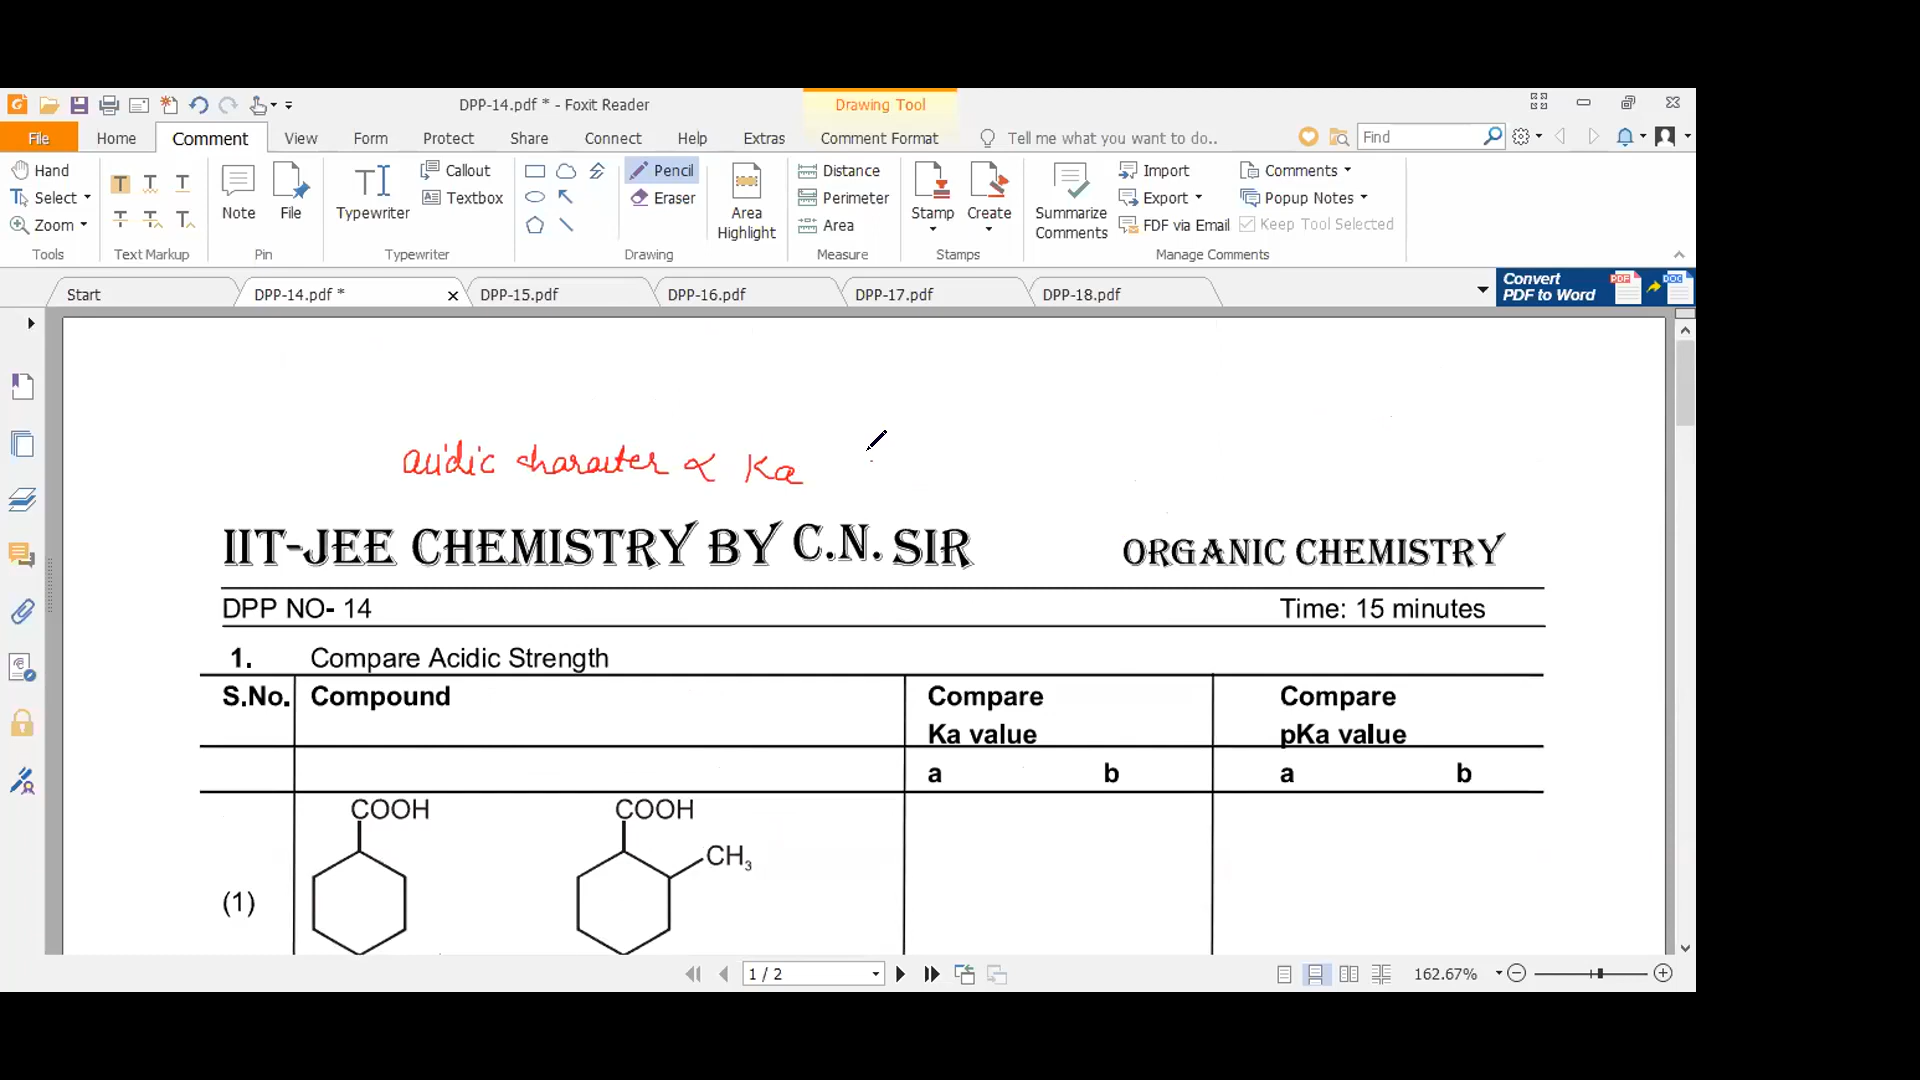 DPP-14.pdf * - Foxit Reader
Drawing Tool
File Home Comment View Form Protect Share Connect Help Extras Comment Format Tell me what you want to do.. Find
Hand
Select
Zoom
Tools
Text Markup
Note
File
Pin
Typewriter
Callout
Textbox
Typewriter
Pencil
Eraser
Drawing
Area
Highlight
Distance
Perimeter
Area
Measure
Stamp
Create
Stamps
Summarize
Comments
Import
Export
FDF via Email
Comments
Popup Notes
Keep Tool Selected
Manage Comments
Start DPP-14.pdf * DPP-15.pdf DPP-16.pdf DPP-17.pdf DPP-18.pdf
Convert
PDF to Word
PDF DOC
acidic character ∝ Ka
IIT-JEE CHEMISTRY BY C.N. SIR ORGANIC CHEMISTRY
DPP NO- 14 Time: 15 minutes
1. Compare Acidic Strength
S.No. Compound Compare Ka value Compare pKa value
a b a b
COOH COOH
CH₃
(1)
1 / 2 162.67%